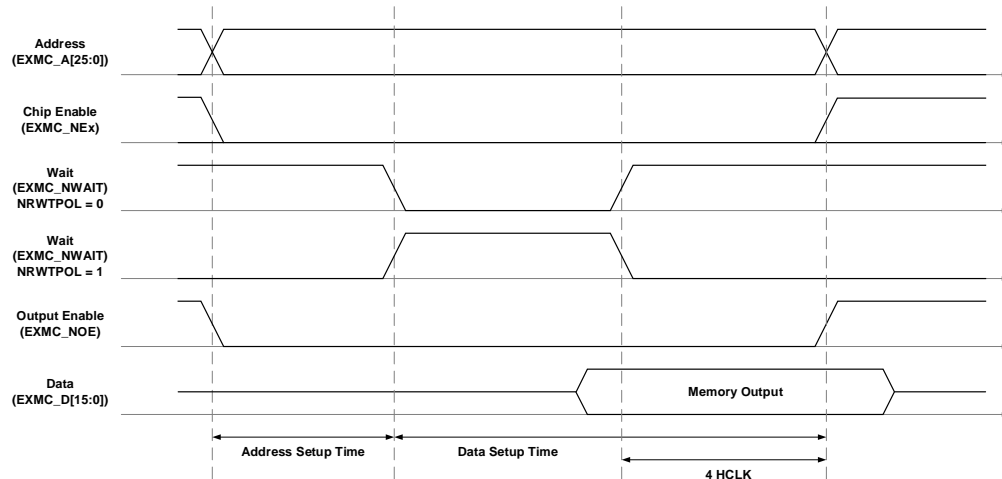 Address
(EXMC_A[25:0])
Chip Enable
(EXMC_NEx)
Wait
(EXMC_NWAIT)
NRWTPOL = 0
Wait
(EXMC_NWAIT)
NRWTPOL = 1
Output Enable
(EXMC_NOE)
Data
(EXMC_D[15:0])
Memory Output
Address Setup Time
Data Setup Time
4 HCLK